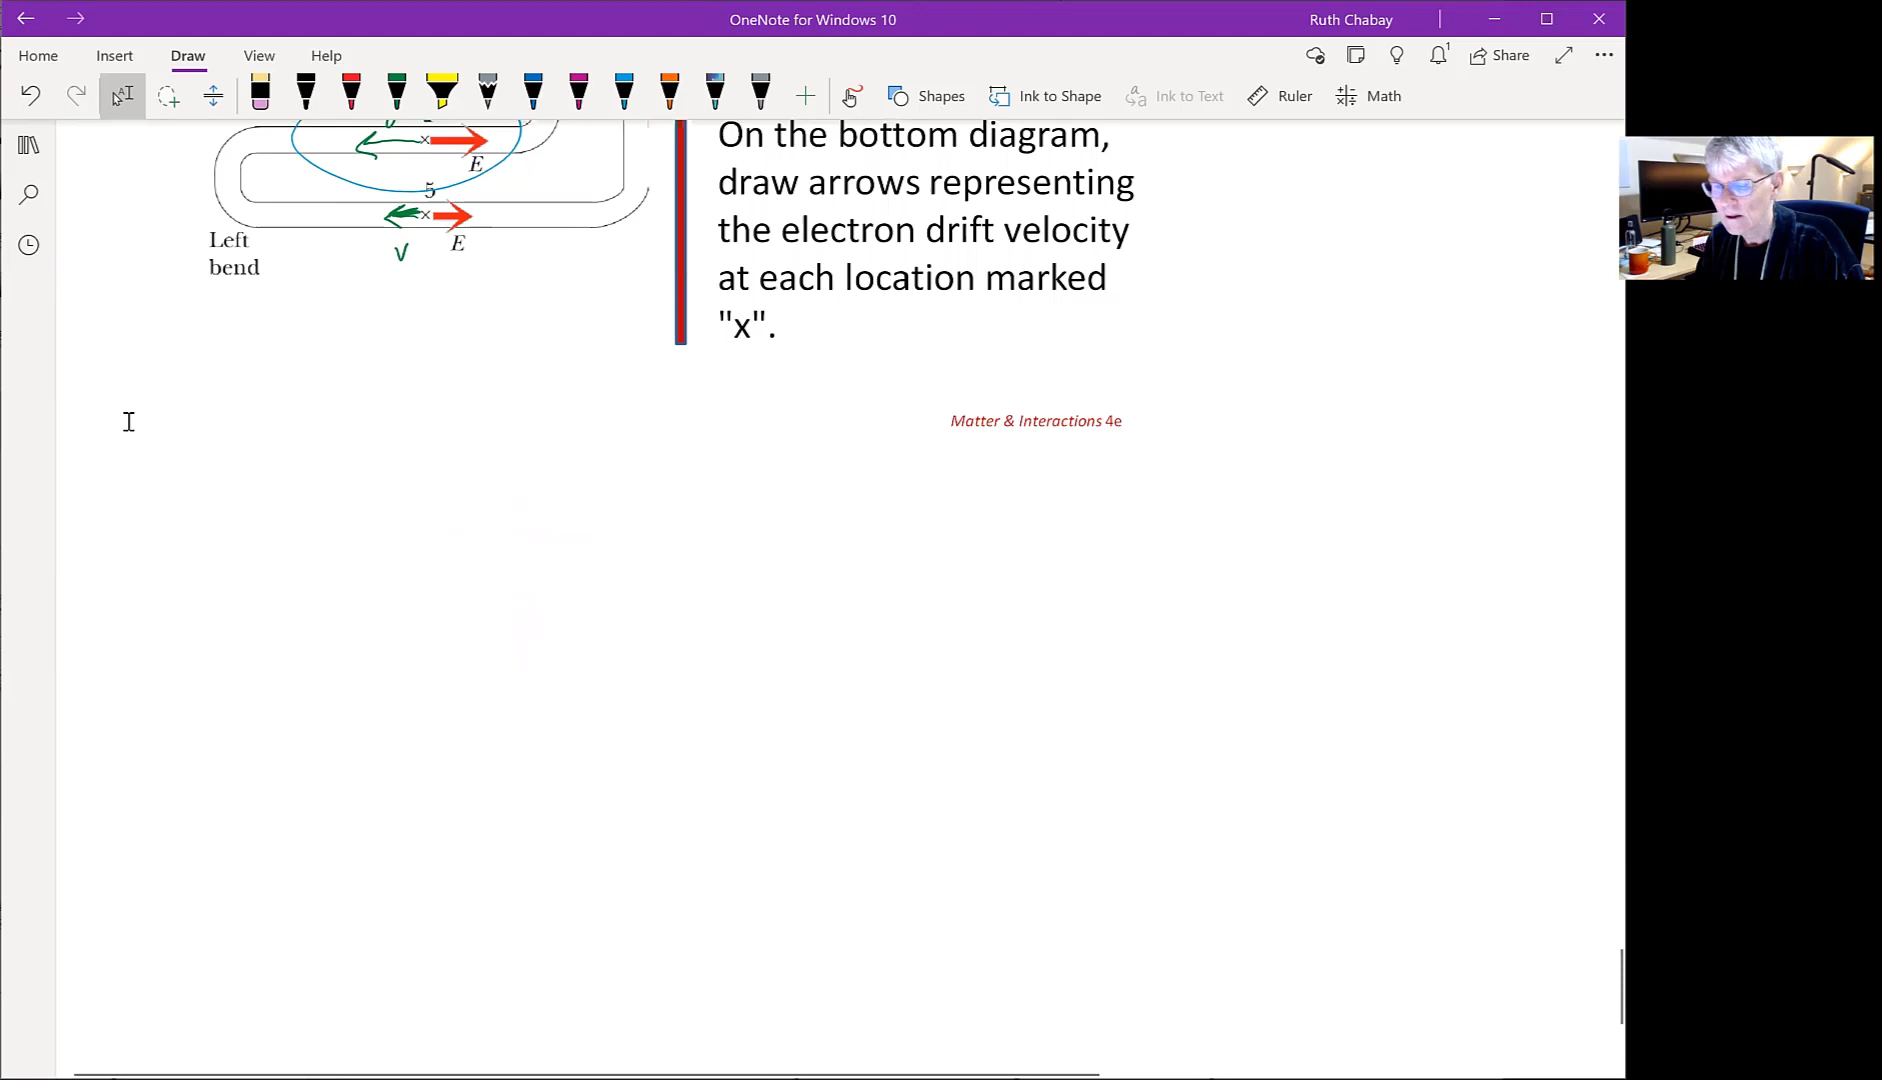 OneNote for Windows 10
Ruth Chabay
Home Insert Draw View Help
1
Share
Shapes
Ink to Shape
Ink to Text
Ruler
Math
x
E
5
x
v
E
Left
bend
On the bottom diagram,
draw arrows representing
the electron drift velocity
at each location marked
"x".
Matter & Interactions 4e